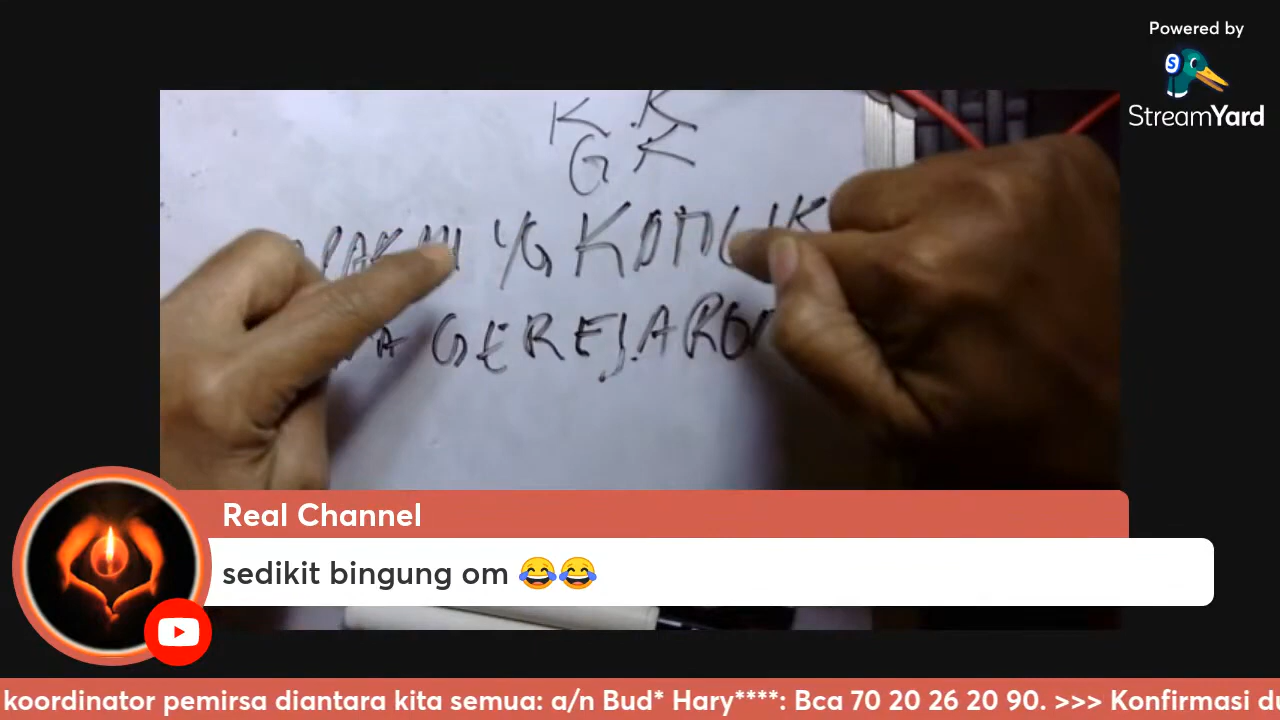 Powered by
StreamYard
K K
G K
YG
GEREJA
Real Channel
sedikit bingung om 😂😂
koordinator pemirsa diantara kita semua: a/n Bud* Hary****: Bca 70 20 26 20 90. >>> Konfirmasi du